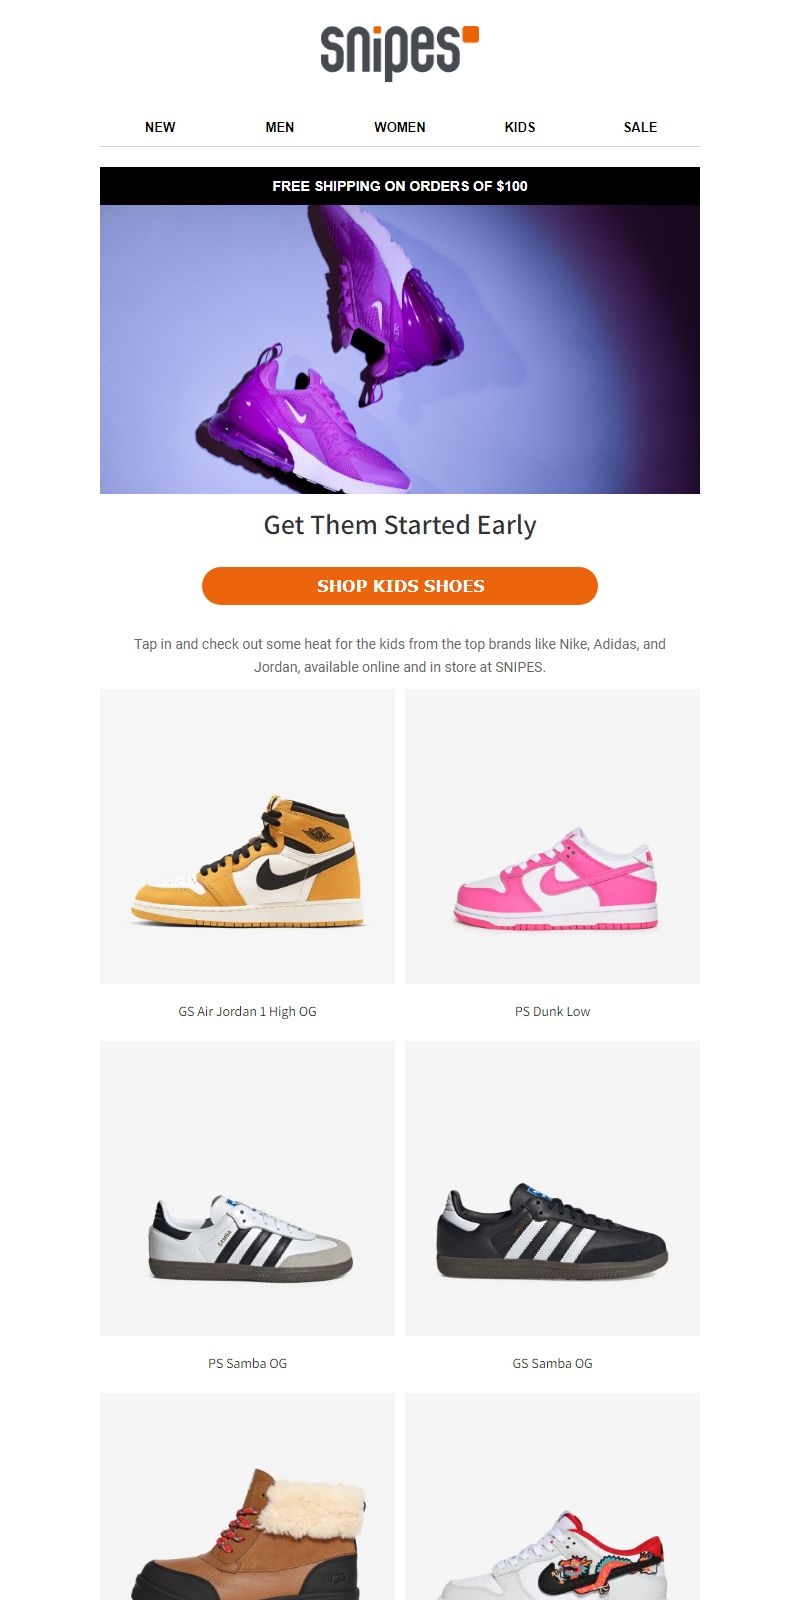 snipes
NEW MEN WOMEN KIDS SALE
FREE SHIPPING ON ORDERS OF $100
Get Them Started Early
SHOP KIDS SHOES
Tap in and check out some heat for the kids from the top brands like Nike, Adidas, and
Jordan, available online and in store at SNIPES.
GS Air Jordan 1 High OG
PS Dunk Low
SAMBA
PS Samba OG
GS Samba OG